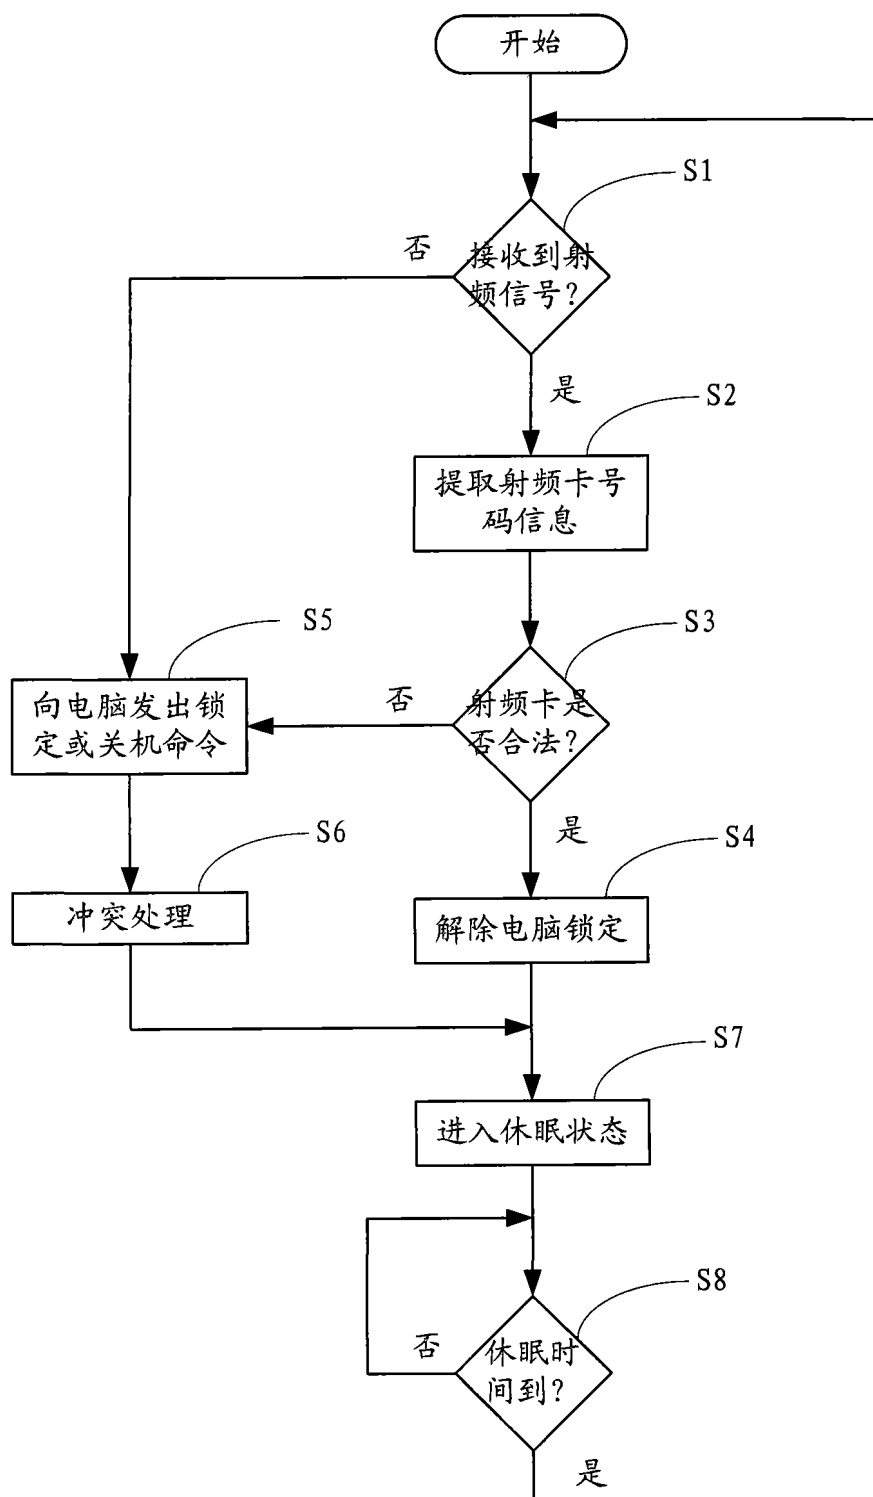 开始
S1
否
接收到射
频信号?
是
S2
提取射频卡号
码信息
S5
S3
向电脑发出锁
定或关机命令
否
射频卡是
否合法?
是
S6
S4
冲突处理
解除电脑锁定
S7
进入休眠状态
S8
否
休眠时
间到?
是